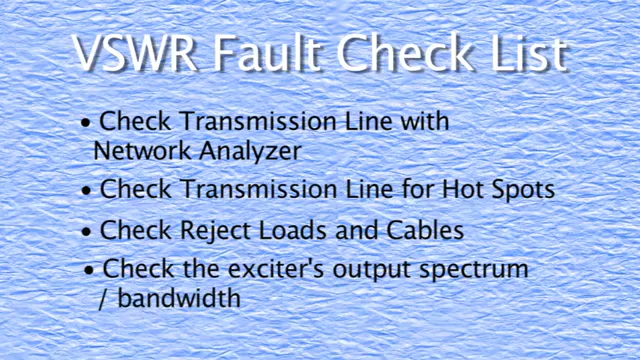 VSWR Fault Check List
• Check Transmission Line with
Network Analyzer
• Check Transmission Line for Hot Spots
• Check Reject Loads and Cables
• Check the exciter's output spectrum
/ bandwidth